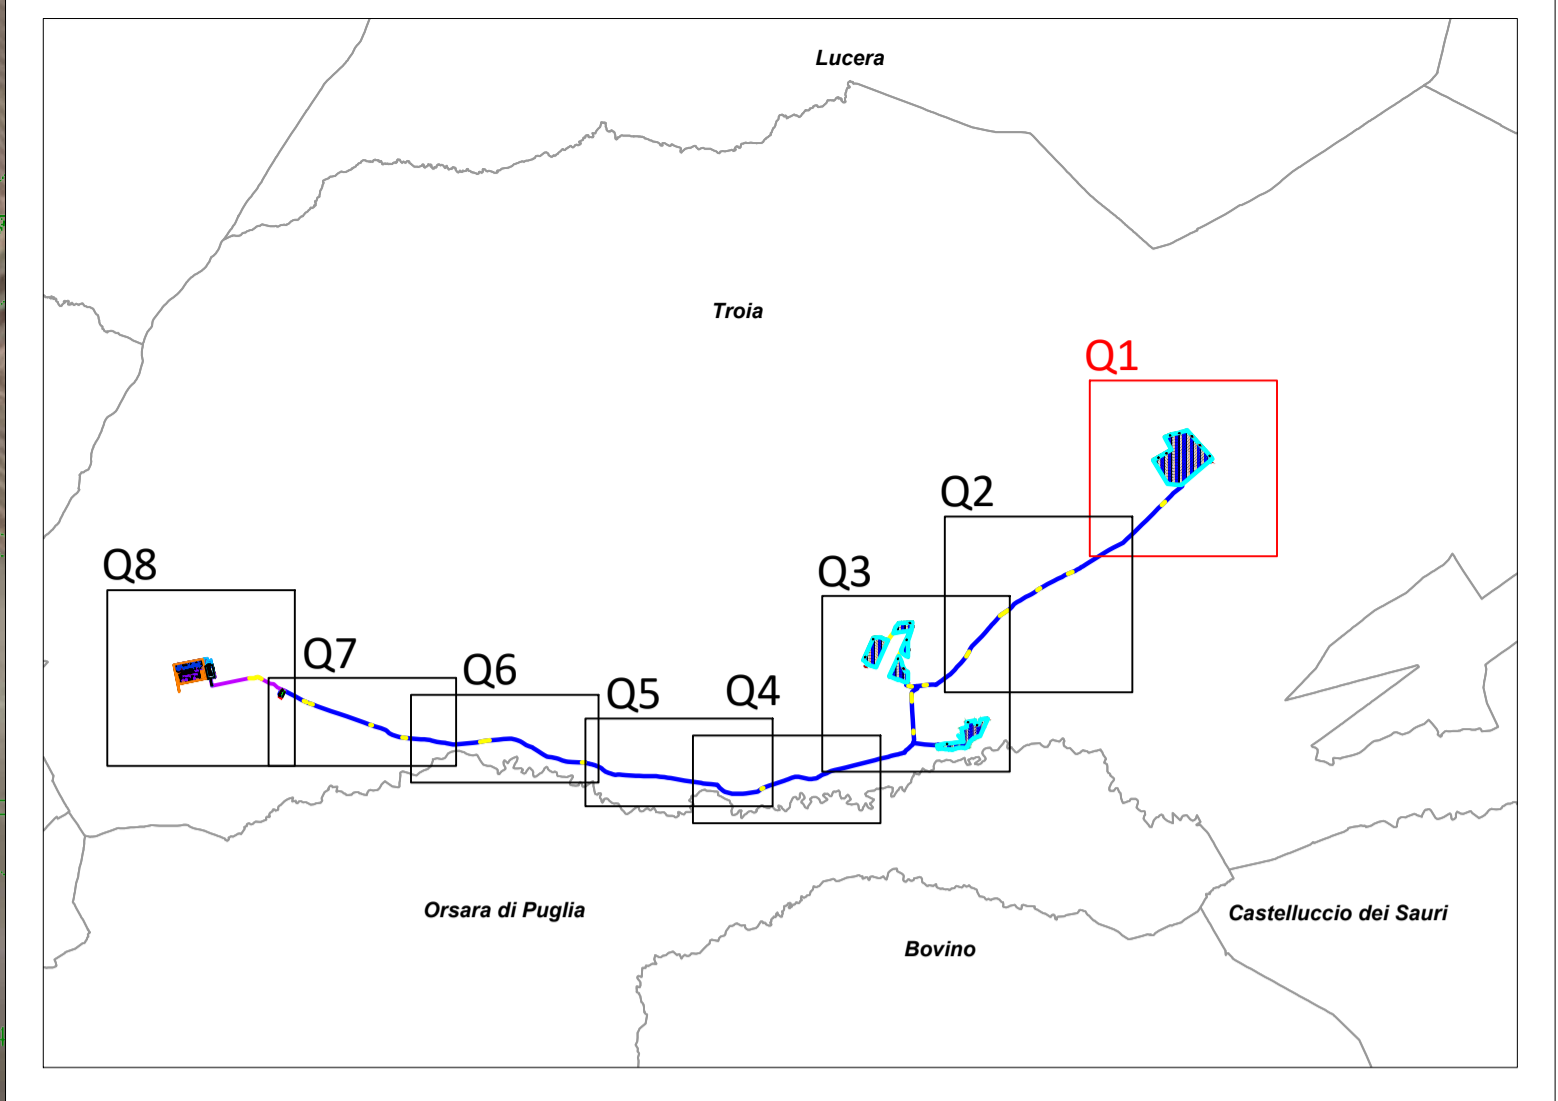 Lucera
Troia
Q1
Q2
Q3
Q8
Q7
Q6
Q5
Q4
Orsara di Puglia
Castelluccio dei Sauri
Bovino